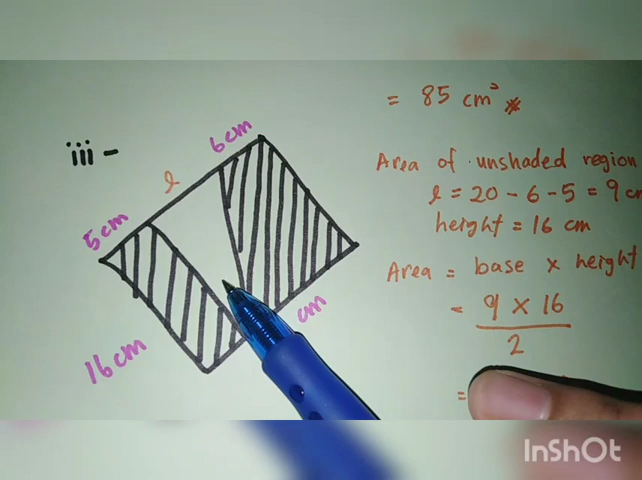 = 85 cm² *
iii -
6cm
l
5cm
16cm
cm
Area of unshaded region
l = 20 - 6 - 5 = 9 cm
height = 16 cm
Area = base × height
= 9 × 16
2
=
InShOt